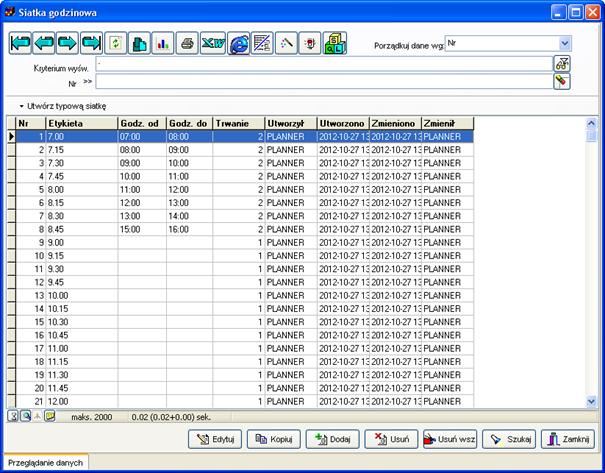 Siatka godzinowa
XW SQL Porządkuj dane wg: Nr
Kryterium wyśw. -
Nr >>
Utwórz typową siatkę
Nr Etykieta Godz. od Godz. do Trwanie Utworzył Utworzono Zmieniono Zmienił
1 7.00 07:00 08:00 2 PLANNER 2012-10-27 13 2012-10-27 13 PLANNER
2 7.15 08:00 09:00 2 PLANNER 2012-10-27 13 2012-10-27 13 PLANNER
3 7.30 09:00 10:00 2 PLANNER 2012-10-27 13 2012-10-27 13 PLANNER
4 7.45 10:00 11:00 2 PLANNER 2012-10-27 13 2012-10-27 13 PLANNER
5 8.00 11:00 12:00 2 PLANNER 2012-10-27 13 2012-10-27 13 PLANNER
6 8.15 12:00 13:00 2 PLANNER 2012-10-27 13 2012-10-27 13 PLANNER
7 8.30 13:00 14:00 2 PLANNER 2012-10-27 13 2012-10-27 13 PLANNER
8 8.45 15:00 16:00 2 PLANNER 2012-10-27 13 2012-10-27 13 PLANNER
9 9.00 1 PLANNER 2012-10-27 13 2012-10-27 13 PLANNER
10 9.15 1 PLANNER 2012-10-27 13 2012-10-27 13 PLANNER
11 9.30 1 PLANNER 2012-10-27 13 2012-10-27 13 PLANNER
12 9.45 1 PLANNER 2012-10-27 13 2012-10-27 13 PLANNER
13 10.00 1 PLANNER 2012-10-27 13 2012-10-27 13 PLANNER
14 10.15 1 PLANNER 2012-10-27 13 2012-10-27 13 PLANNER
15 10.30 1 PLANNER 2012-10-27 13 2012-10-27 13 PLANNER
16 10.45 1 PLANNER 2012-10-27 13 2012-10-27 13 PLANNER
17 11.00 1 PLANNER 2012-10-27 13 2012-10-27 13 PLANNER
18 11.15 1 PLANNER 2012-10-27 13 2012-10-27 13 PLANNER
19 11.30 1 PLANNER 2012-10-27 13 2012-10-27 13 PLANNER
20 11.45 1 PLANNER 2012-10-27 13 2012-10-27 13 PLANNER
21 12.00 1 PLANNER 2012-10-27 13 2012-10-27 13 PLANNER
maks. 2000 0.02 (0.02+0.00) sek.
Edytuj Kopiuj Dodaj Usuń Usuń wsz Szukaj Zamknij
Przeglądanie danych